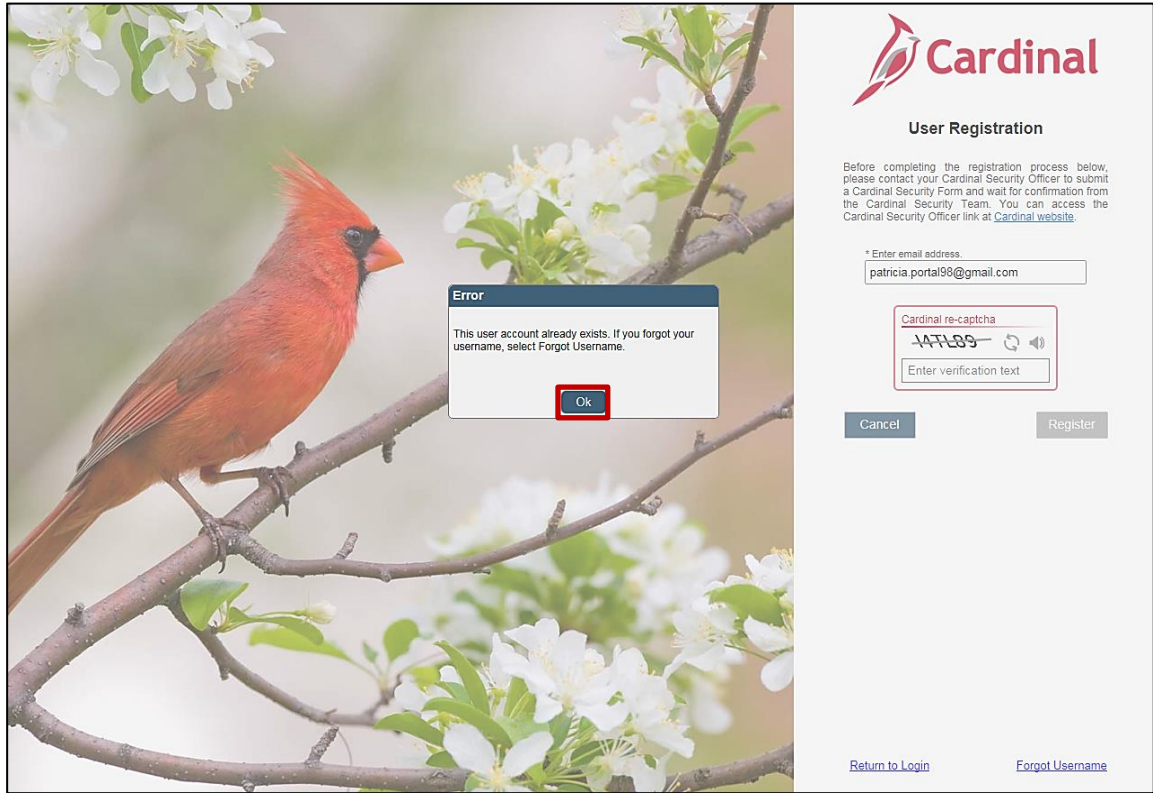 Cardinal
User Registration
Before completing the registration process below,
please contact your Cardinal Security Officer to submit
a Cardinal Security Form and wait for confirmation from
the Cardinal Security Team. You can access the
Cardinal Security Officer link at Cardinal website.
* Enter email address.
patricia.portal98@gmail.com
Error
This user account already exists. If you forgot your
username, select Forgot Username.
Ok
Cardinal re-captcha
Enter verification text
Cancel
Register
Return to Login
Forgot Username